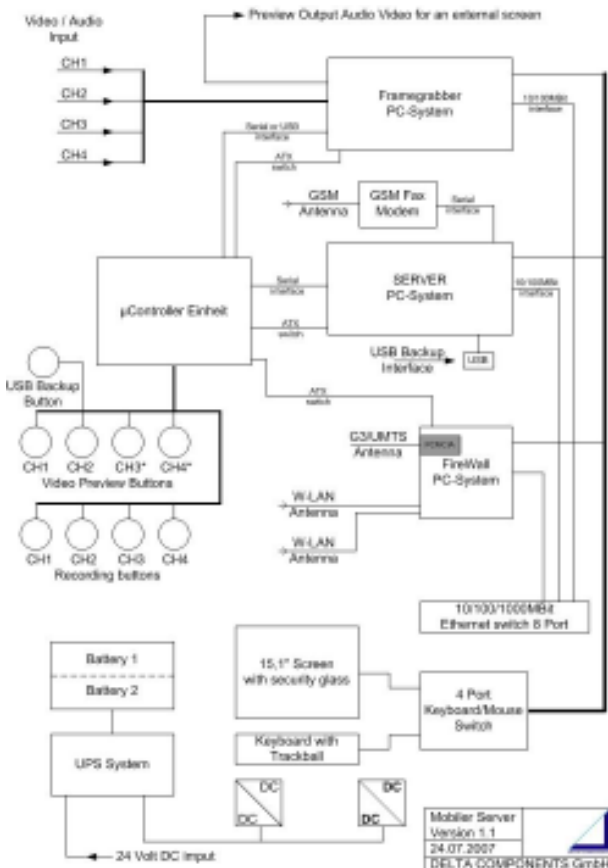 Preview Output Audio Video for an external screen
Video / Audio
Input
CH1
CH2
CH3
CH4
Framegrabber
PC-System
10/100MBit
Interface
Serial or USB
interface
ATX
switch
GSM
Antenna
GSM Fax
Modem
Serial
Interface
µController Einheit
Serial
interface
ATX
switch
SERVER
PC-System
10/100MBit
interface
USB Backup
Interface
USB
USB Backup
Button
ATX
switch
CH1
CH2
CH3*
CH4*
Video Preview Buttons
G3/UMTS
Antenna
PCMCIA
FireWall
PC-System
W-LAN
Antenna
W-LAN
Antenna
CH1
CH2
CH3
CH4
Recording buttons
10/100/1000MBit
Ethernet switch 8 Port
Battery 1
Battery 2
15,1" Screen
with security glass
4 Port
Keyboard/Mouse
Switch
UPS System
Keyboard with
Trackball
DC
DC
DC
DC
24 Volt DC input
Mobiler Server
Version 1.1
24.07.2007
DELTA COMPONENTS GmbH